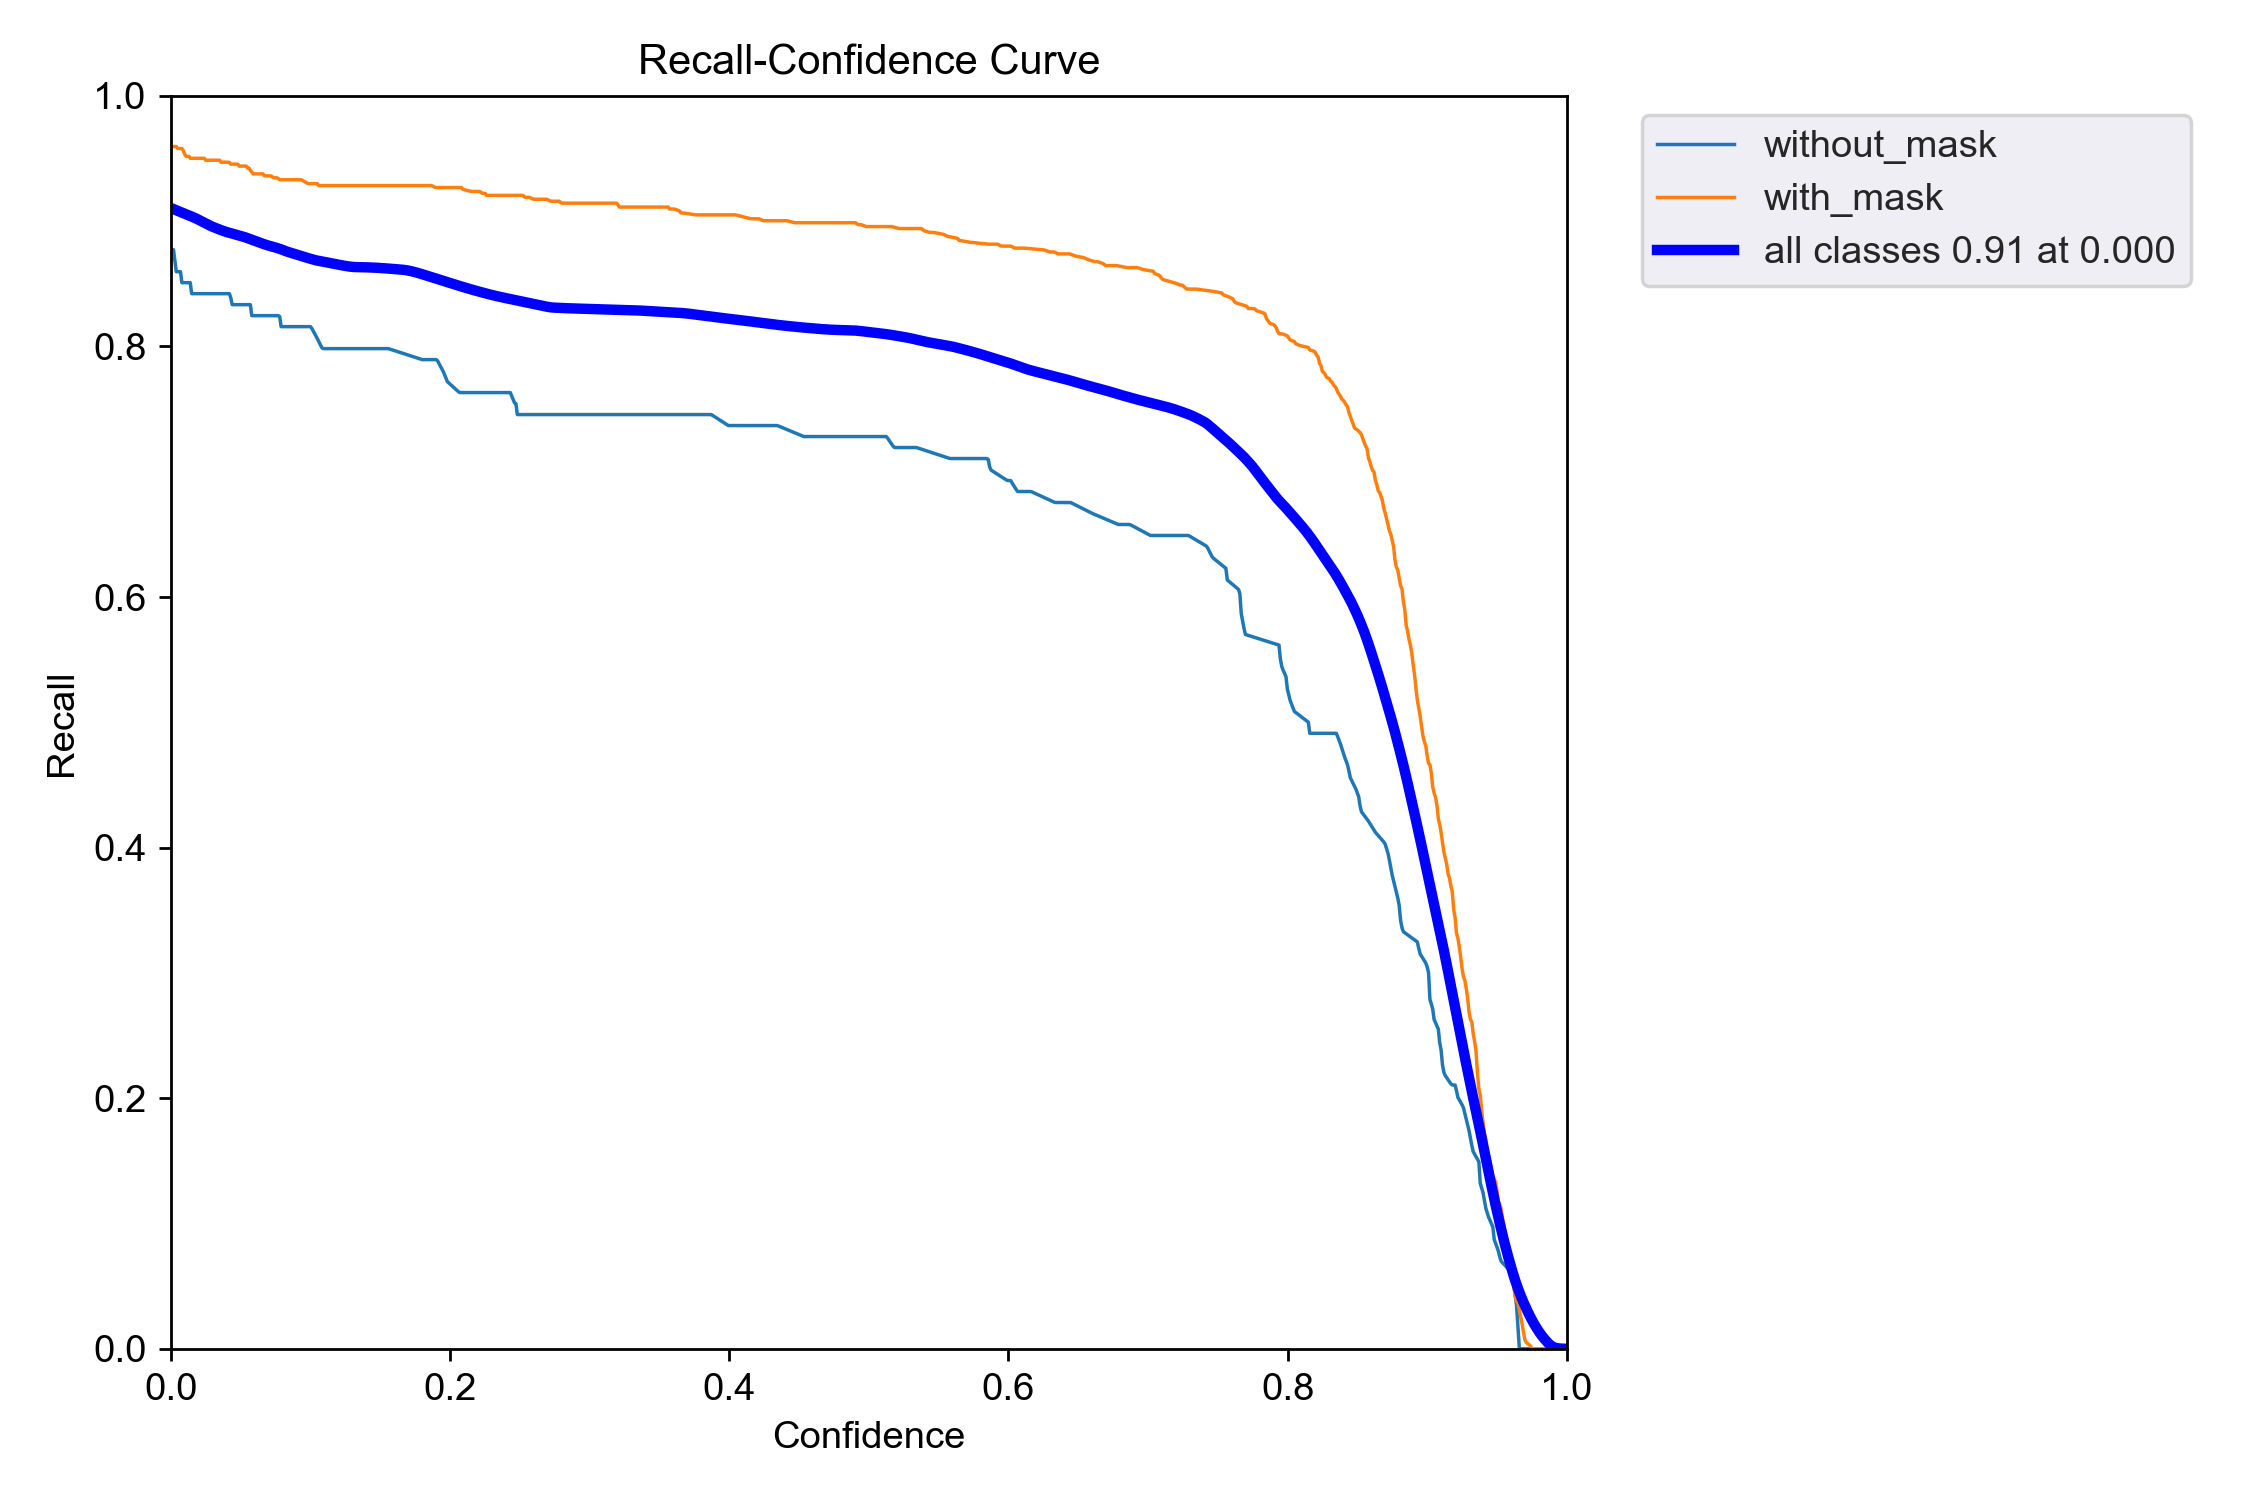 Recall-Confidence Curve
1.0
0.8
0.6
0.4
0.2
0.0
Recall
0.0 0.2 0.4 0.6 0.8 1.0
Confidence
without_mask
with_mask
all classes 0.91 at 0.000